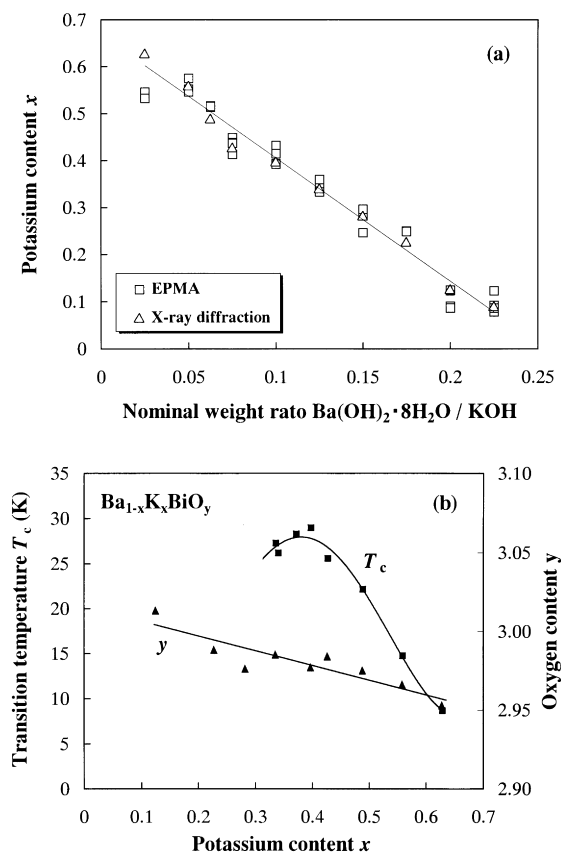 0.7
(a)
0.6
0.5
0.4
0.3
0.2
0.1
0
Potassium content x
EPMA
X-ray diffraction
0 0.05 0.1 0.15 0.2 0.25
Nominal weight rato Ba(OH)₂・8H₂O / KOH
35
30
25
20
15
10
5
0
Transition temperature T c (K)
Ba₁₋ₓKₓBiOy
(b)
T c
y
3.10
3.05
3.00
2.95
2.90
Oxygen content y
0 0.1 0.2 0.3 0.4 0.5 0.6 0.7
Potassium content x